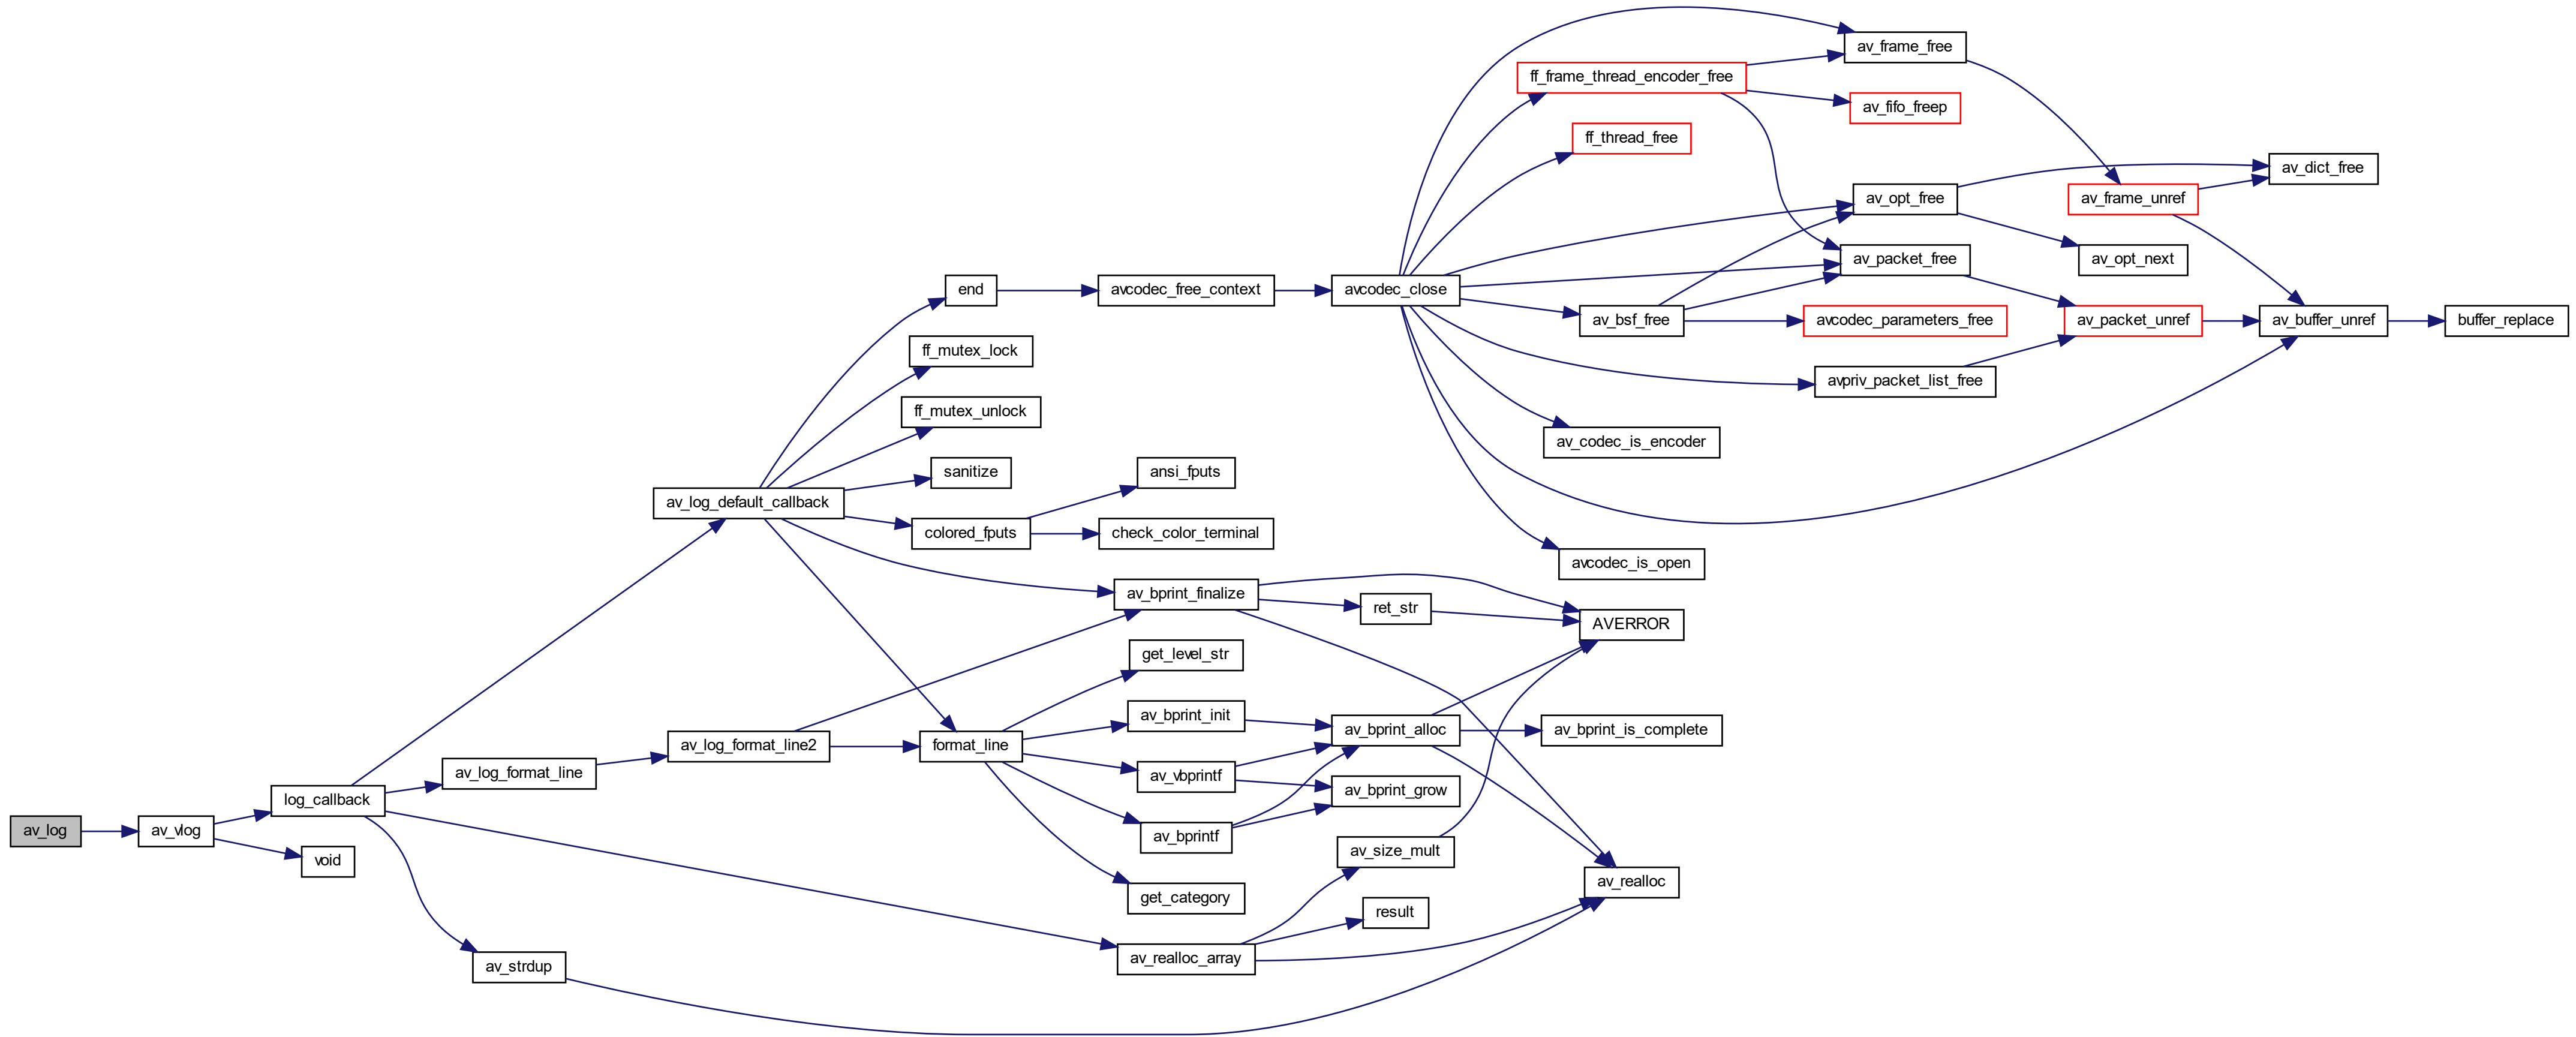 av_log
av_vlog
log_callback
void
av_log_format_line
av_strdup
av_log_default_callback
av_log_format_line2
end
ff_mutex_lock
ff_mutex_unlock
sanitize
colored_fputs
format_line
avcodec_free_context
ansi_fputs
check_color_terminal
av_bprint_finalize
get_level_str
av_bprint_init
av_vbprintf
av_bprintf
get_category
av_realloc_array
avcodec_close
ret_str
av_bprint_alloc
av_bprint_grow
av_size_mult
result
ff_frame_thread_encoder_free
ff_thread_free
av_bsf_free
av_codec_is_encoder
avcodec_is_open
AVERROR
av_bprint_is_complete
av_realloc
av_frame_free
av_fifo_freep
av_opt_free
av_packet_free
avcodec_parameters_free
avpriv_packet_list_free
av_frame_unref
av_opt_next
av_packet_unref
av_dict_free
av_buffer_unref
buffer_replace